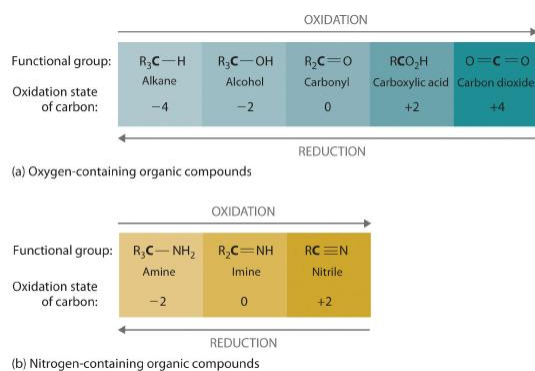 OXIDATION
Functional group: R₃C—H R₃C—OH R₂C=O RCO₂H O=C=O
Alkane Alcohol Carbonyl Carboxylic acid Carbon dioxide
Oxidation state
of carbon: −4 −2 0 +2 +4
REDUCTION
(a) Oxygen-containing organic compounds
OXIDATION
Functional group: R₃C—NH₂ R₂C=NH RC≡N
Amine Imine Nitrile
Oxidation state
of carbon: −2 0 +2
REDUCTION
(b) Nitrogen-containing organic compounds